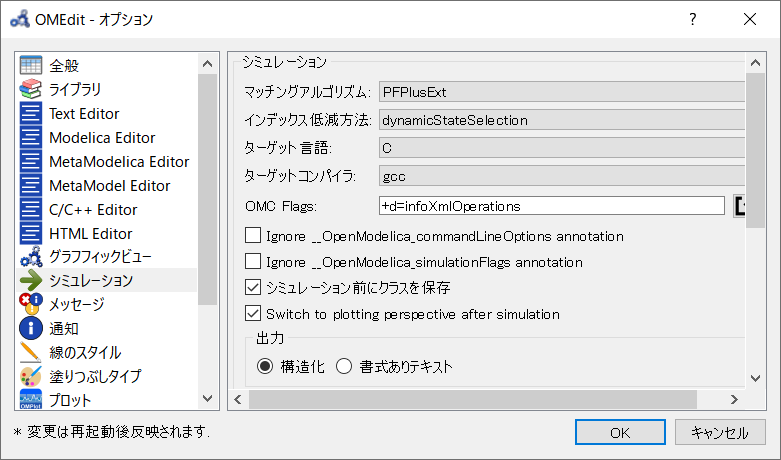 OMEdit - オプション
全般
ライブラリ
Text Editor
Modelica Editor
MetaModelica Editor
MetaModel Editor
C/C++ Editor
HTML Editor
グラフィックビュー
シミュレーション
メッセージ
通知
線のスタイル
塗りつぶしタイプ
プロット
シミュレーション
マッチングアルゴリズム: PFPlusExt
インデックス低減方法: dynamicStateSelection
ターゲット言語: C
ターゲットコンパイラ: gcc
OMC Flags: +d=infoXmlOperations
Ignore __OpenModelica_commandLineOptions annotation
Ignore __OpenModelica_simulationFlags annotation
シミュレーション前にクラスを保存
Switch to plotting perspective after simulation
出力
構造化 書式ありテキスト
* 変更は再起動後反映されます.
OK キャンセル